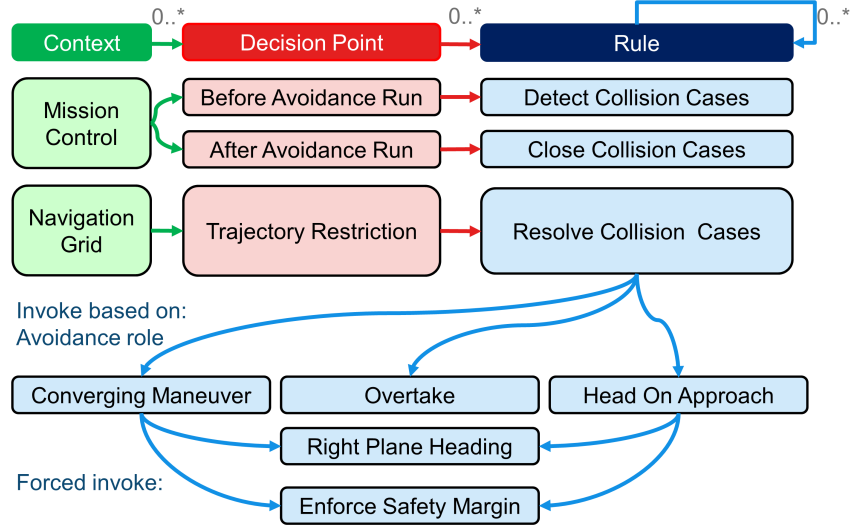 0..* 0..* 0..*
Context Decision Point Rule
Mission Control
Before Avoidance Run Detect Collision Cases
After Avoidance Run Close Collision Cases
Navigation Grid
Trajectory Restriction Resolve Collision Cases
Invoke based on:
Avoidance role
Converging Maneuver Overtake Head On Approach
Right Plane Heading
Forced invoke:
Enforce Safety Margin